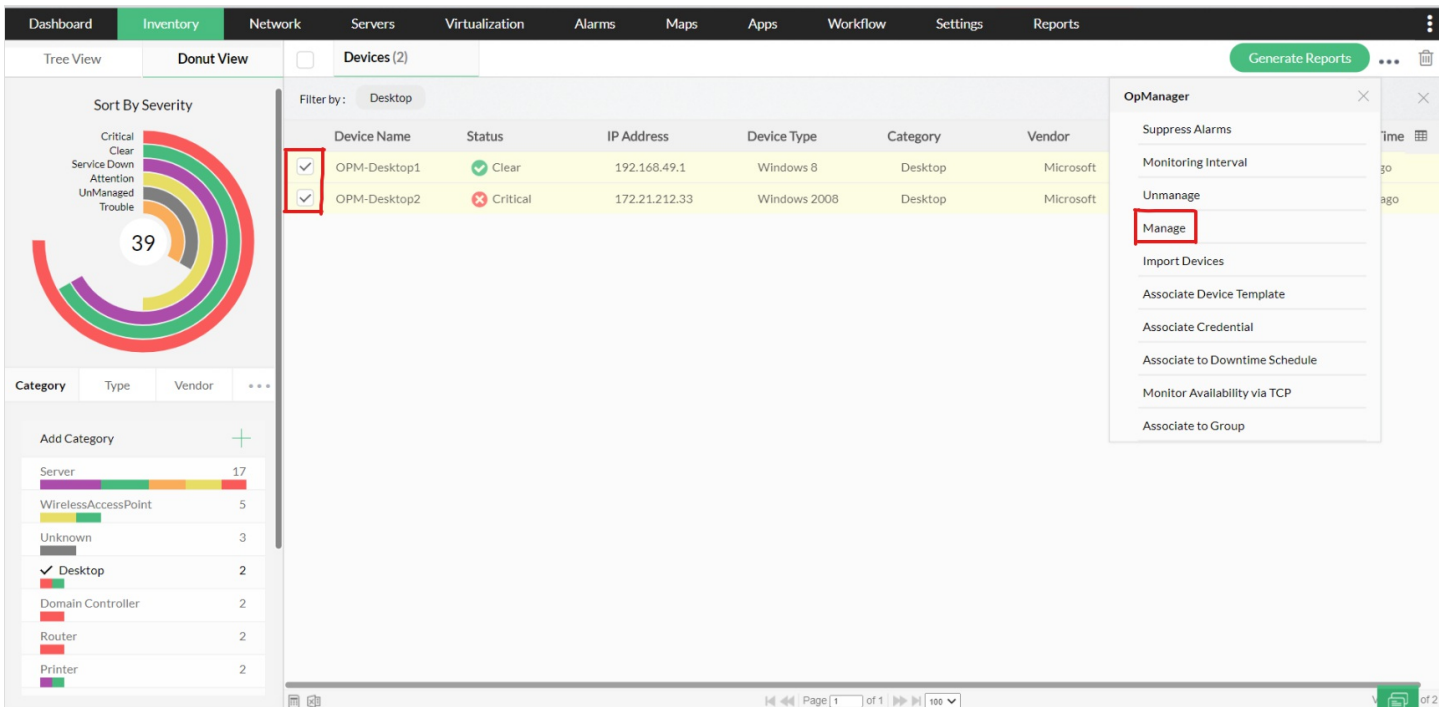 Dashboard Inventory Network Servers Virtualization Alarms Maps Apps Workflow Settings Reports
Tree View Donut View Devices (2) Generate Reports
Sort By Severity
Critical
Clear
Service Down
Attention
UnManaged
Trouble
39
Category Type Vendor
Add Category
Server 17
WirelessAccessPoint 5
Unknown 3
Desktop 2
Domain Controller 2
Router 2
Printer 2
Filter by : Desktop
Device Name Status IP Address Device Type Category Vendor
OPM-Desktop1 Clear 192.168.49.1 Windows 8 Desktop Microsoft
OPM-Desktop2 Critical 172.21.212.33 Windows 2008 Desktop Microsoft ago
OpManager
Suppress Alarms
Monitoring Interval
Unmanage
Manage
Import Devices
Associate Device Template
Associate Credential
Associate to Downtime Schedule
Monitor Availability via TCP
Associate to Group
Page 1 of 1 100 of 2